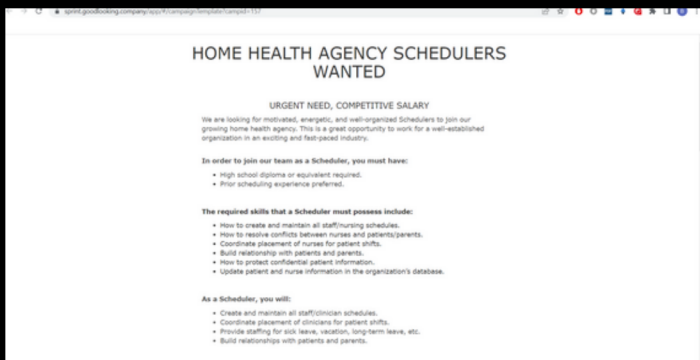 sprint.goodlooking.company/app/#/campaignTemplate?campid=157
HOME HEALTH AGENCY SCHEDULERS
WANTED
URGENT NEED, COMPETITIVE SALARY
We are looking for motivated, energetic, and well-organized Schedulers to join our
growing home health agency. This is a great opportunity to work for a well-established
organization in an exciting and fast-paced industry.
In order to join our team as a Scheduler, you must have:
• High school diploma or equivalent required.
• Prior scheduling experience preferred.
The required skills that a Scheduler must possess include:
• How to create and maintain all staff/nursing schedules.
• How to resolve conflicts between nurses and patients/parents.
• Coordinate placement of nurses for patient shifts.
• Build relationship with patients and parents.
• How to protect confidential patient information.
• Update patient and nurse information in the organization's database.
As a Scheduler, you will:
• Create and maintain all staff/clinician schedules.
• Coordinate placement of clinicians for patient shifts.
• Provide staffing for sick leave, vacation, long-term leave, etc.
• Build relationships with patients and parents.